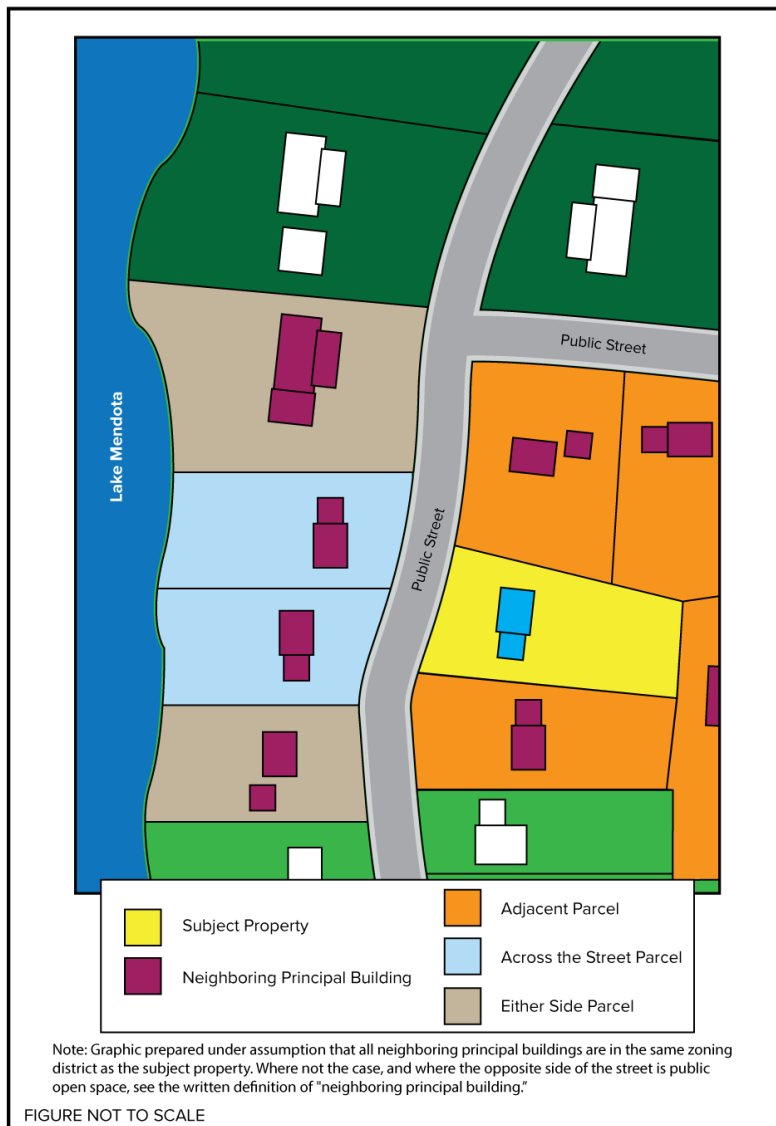 Public Street
Lake Mendota
Public Street
Subject Property
Neighboring Principal Building
Adjacent Parcel
Across the Street Parcel
Either Side Parcel
Note: Graphic prepared under assumption that all neighboring principal buildings are in the same zoning
district as the subject property. Where not the case, and where the opposite side of the street is public
open space, see the written definition of "neighboring principal building."
FIGURE NOT TO SCALE